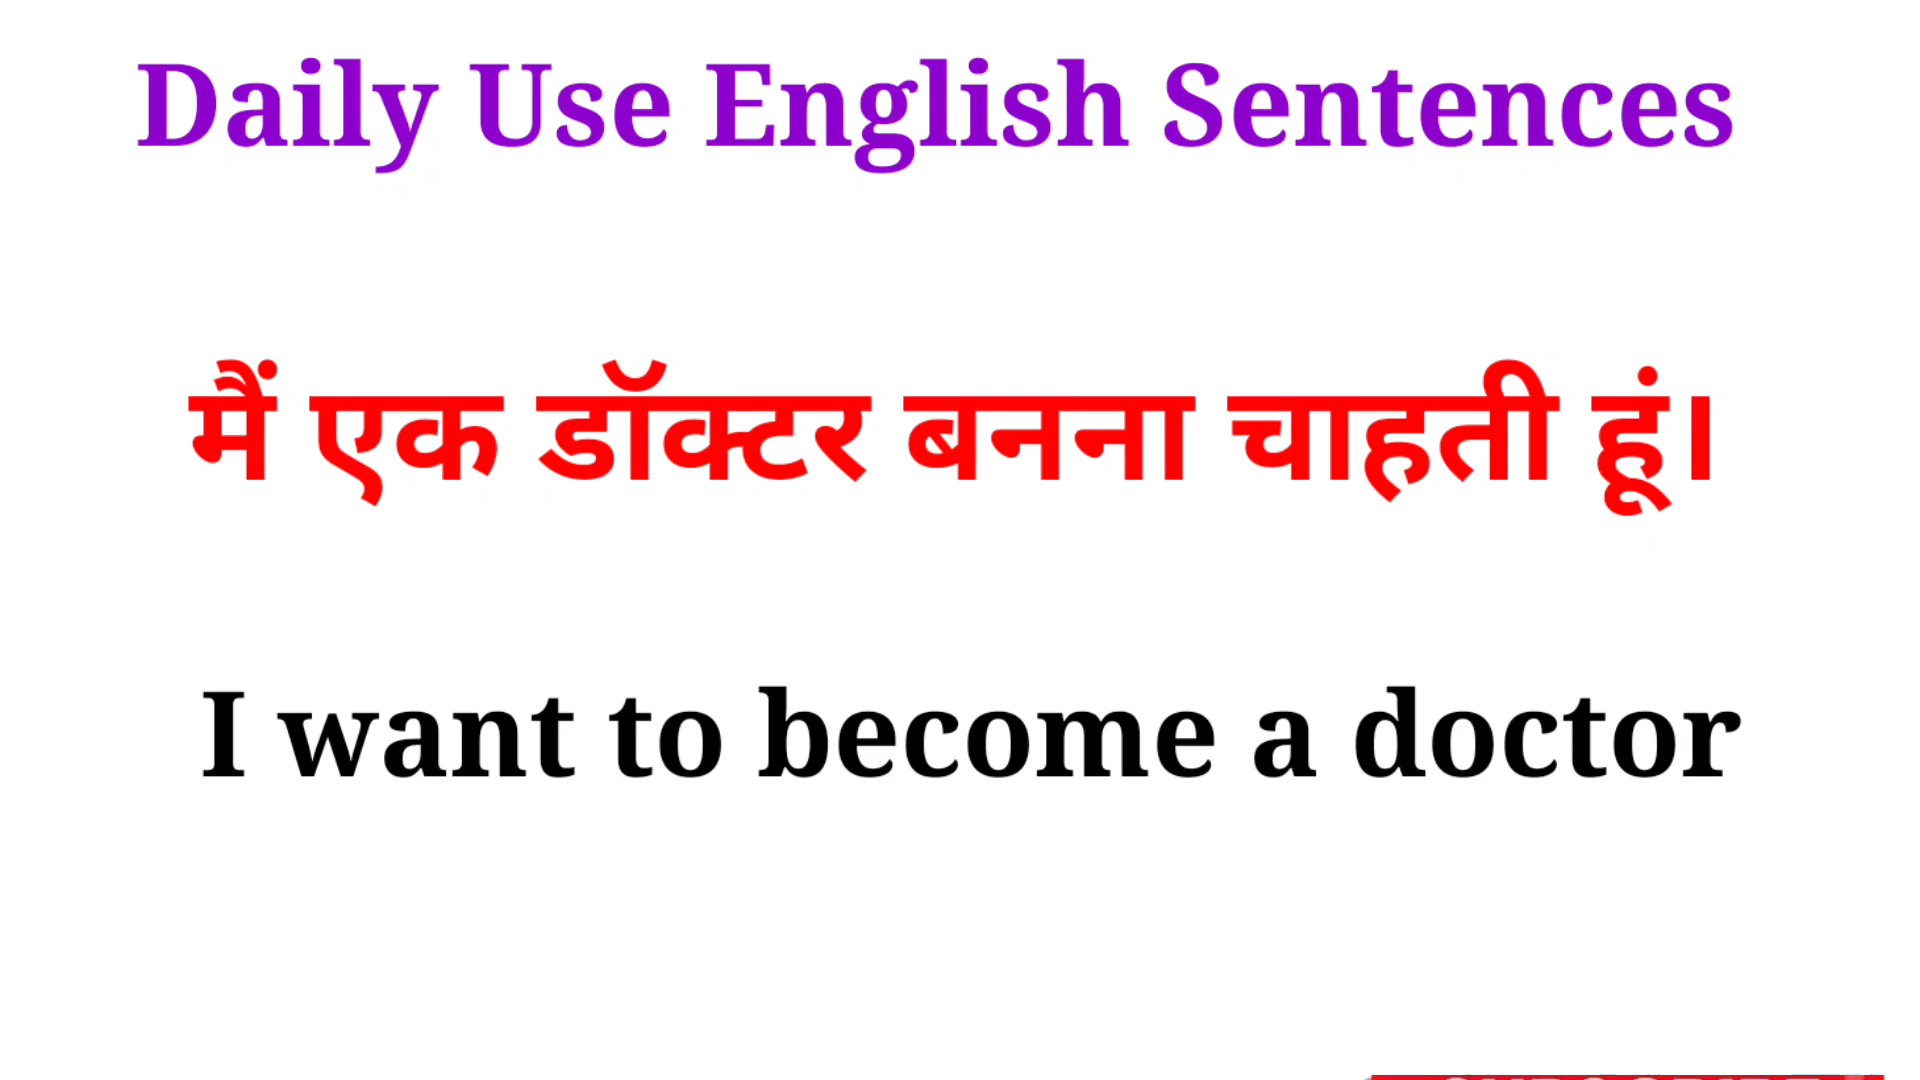 Daily Use English Sentences
मैं एक डॉक्टर बनना चाहती हूं।
I want to become a doctor